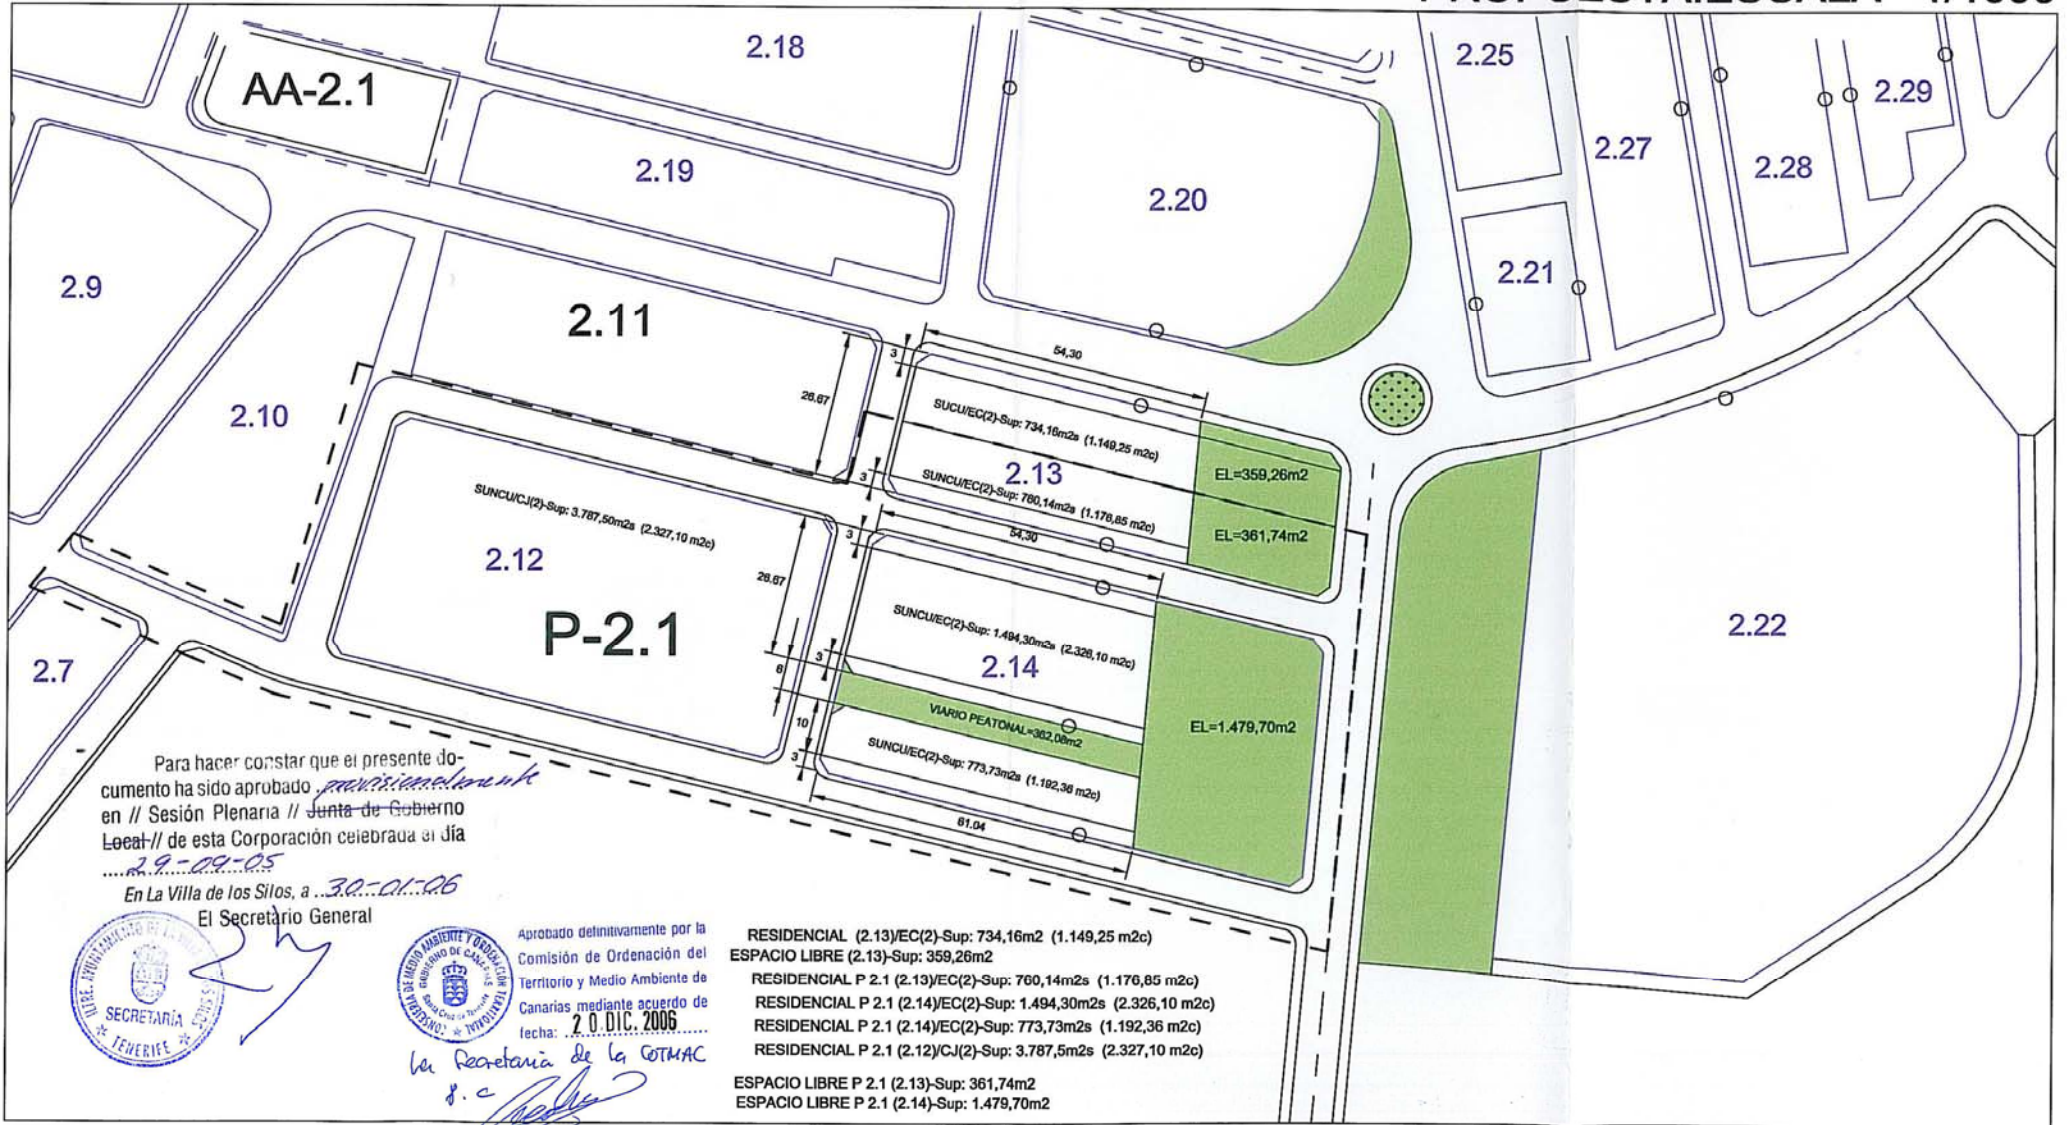 2.18
AA-2.1
2.25
2.29
2.27
2.28
2.19
2.20
2.9
2.21
2.11
54,30
3
26.67
2.10
SUCU/EC(2)-Sup: 734,16m2s (1.149,25 m2c)
2.13
EL=359,26m2
3
SUNCU/EC(2)-Sup: 760,14m2s (1.176,85 m2c)
SUNCU/CJ(2)-Sup: 3.787,50m2s (2.327,10 m2c)
EL=361,74m2
3
54,30
2.12
26.67
P-2.1
SUNCU/EC(2)-Sup: 1.494,30m2s (2.326,10 m2c)
2.22
2.7
3
2.14
6
VIARIO PEATONAL=362,08m2
EL=1.479,70m2
10
SUNCU/EC(2)-Sup: 773,73m2s (1.192,36 m2c)
3
61.04
Para hacer constar que el presente do-
cumento ha sido aprobado provisionalmente
en // Sesión Plenaria // Junta de Gobierno
Local // de esta Corporación celebrada el día
29-09-05
En La Villa de los Silos, a 30-01-06
El Secretario General
SECRETARÍA
TENERIFE
GOBIERNO DE CANARIAS
Aprobado definitivamente por la
Comisión de Ordenación del
Territorio y Medio Ambiente de
Canarias mediante acuerdo de
fecha: 20 DIC. 2006
La Secretaria de la COTMAC
RESIDENCIAL (2.13)/EC(2)-Sup: 734,16m2 (1.149,25 m2c)
ESPACIO LIBRE (2.13)-Sup: 359,26m2
RESIDENCIAL P 2.1 (2.13)/EC(2)-Sup: 760,14m2s (1.176,85 m2c)
RESIDENCIAL P 2.1 (2.14)/EC(2)-Sup: 1.494,30m2s (2.326,10 m2c)
RESIDENCIAL P 2.1 (2.14)/EC(2)-Sup: 773,73m2s (1.192,36 m2c)
RESIDENCIAL P 2.1 (2.12)/CJ(2)-Sup: 3.787,5m2s (2.327,10 m2c)
ESPACIO LIBRE P 2.1 (2.13)-Sup: 361,74m2
ESPACIO LIBRE P 2.1 (2.14)-Sup: 1.479,70m2